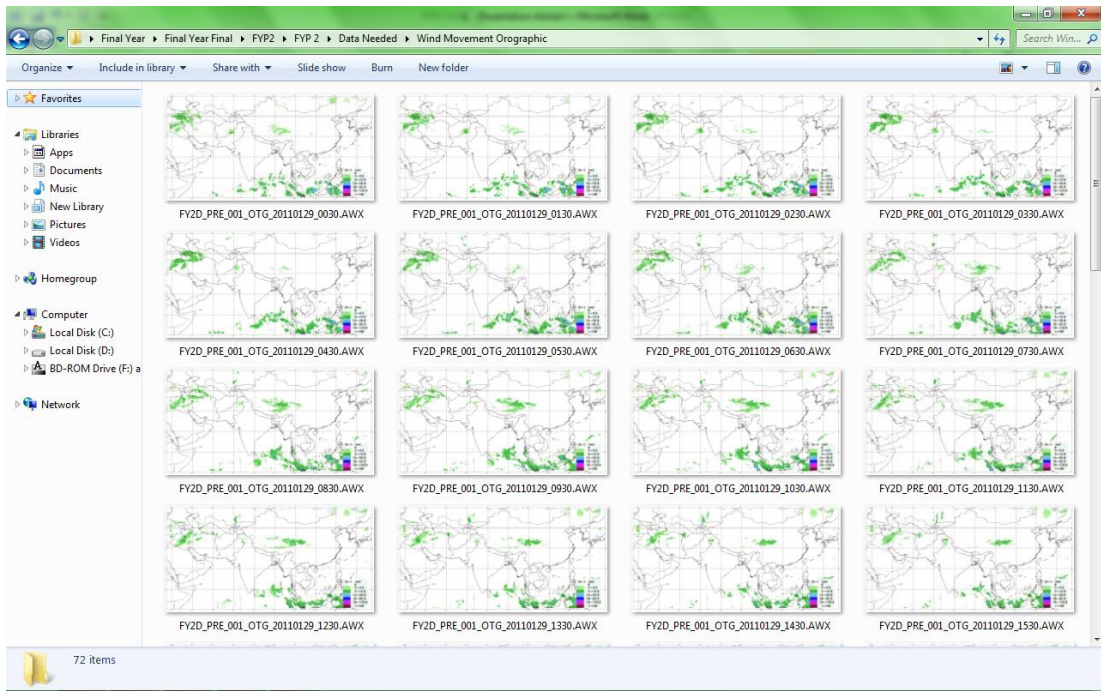 Final Year Final Year Final FYP2 FYP 2 Data Needed Wind Movement Orographic
Search Win...
Organize Include in library Share with Slide show Burn New folder
Favorites
Libraries
Apps
Documents
Music
New Library
Pictures
Videos
Homegroup
Computer
Local Disk (C:)
Local Disk (D:)
BD-ROM Drive (F:) a
Network
FY2D_PRE_001_OTG_20110129_0030.AWX FY2D_PRE_001_OTG_20110129_0130.AWX FY2D_PRE_001_OTG_20110129_0230.AWX FY2D_PRE_001_OTG_20110129_0330.AWX
FY2D_PRE_001_OTG_20110129_0430.AWX FY2D_PRE_001_OTG_20110129_0530.AWX FY2D_PRE_001_OTG_20110129_0630.AWX FY2D_PRE_001_OTG_20110129_0730.AWX
FY2D_PRE_001_OTG_20110129_0830.AWX FY2D_PRE_001_OTG_20110129_0930.AWX FY2D_PRE_001_OTG_20110129_1030.AWX FY2D_PRE_001_OTG_20110129_1130.AWX
FY2D_PRE_001_OTG_20110129_1230.AWX FY2D_PRE_001_OTG_20110129_1330.AWX FY2D_PRE_001_OTG_20110129_1430.AWX FY2D_PRE_001_OTG_20110129_1530.AWX
72 items